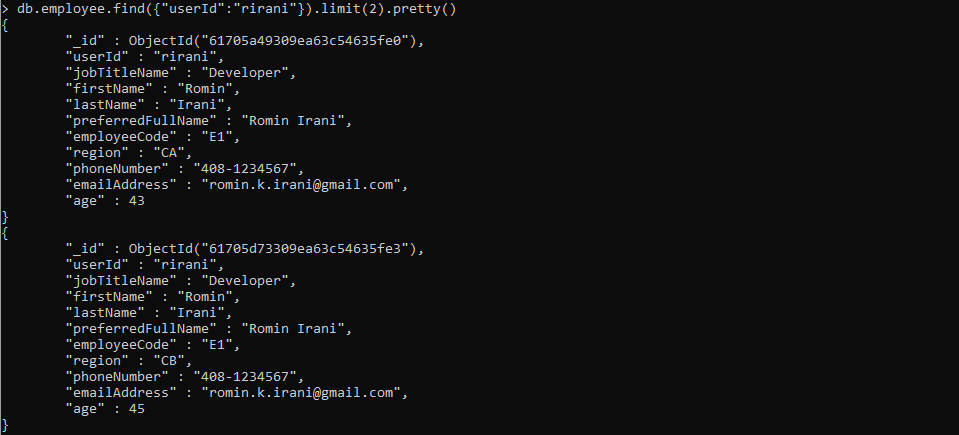 > db.employee.find({"userId":"rirani"}).limit(2).pretty()
{
        "_id" : ObjectId("61705a49309ea63c54635fe0"),
        "userId" : "rirani",
        "jobTitleName" : "Developer",
        "firstName" : "Romin",
        "lastName" : "Irani",
        "preferredFullName" : "Romin Irani",
        "employeeCode" : "E1",
        "region" : "CA",
        "phoneNumber" : "408-1234567",
        "emailAddress" : "romin.k.irani@gmail.com",
        "age" : 43
}
{
        "_id" : ObjectId("61705d73309ea63c54635fe3"),
        "userId" : "rirani",
        "jobTitleName" : "Developer",
        "firstName" : "Romin",
        "lastName" : "Irani",
        "preferredFullName" : "Romin Irani",
        "employeeCode" : "E1",
        "region" : "CB",
        "phoneNumber" : "408-1234567",
        "emailAddress" : "romin.k.irani@gmail.com",
        "age" : 45
}